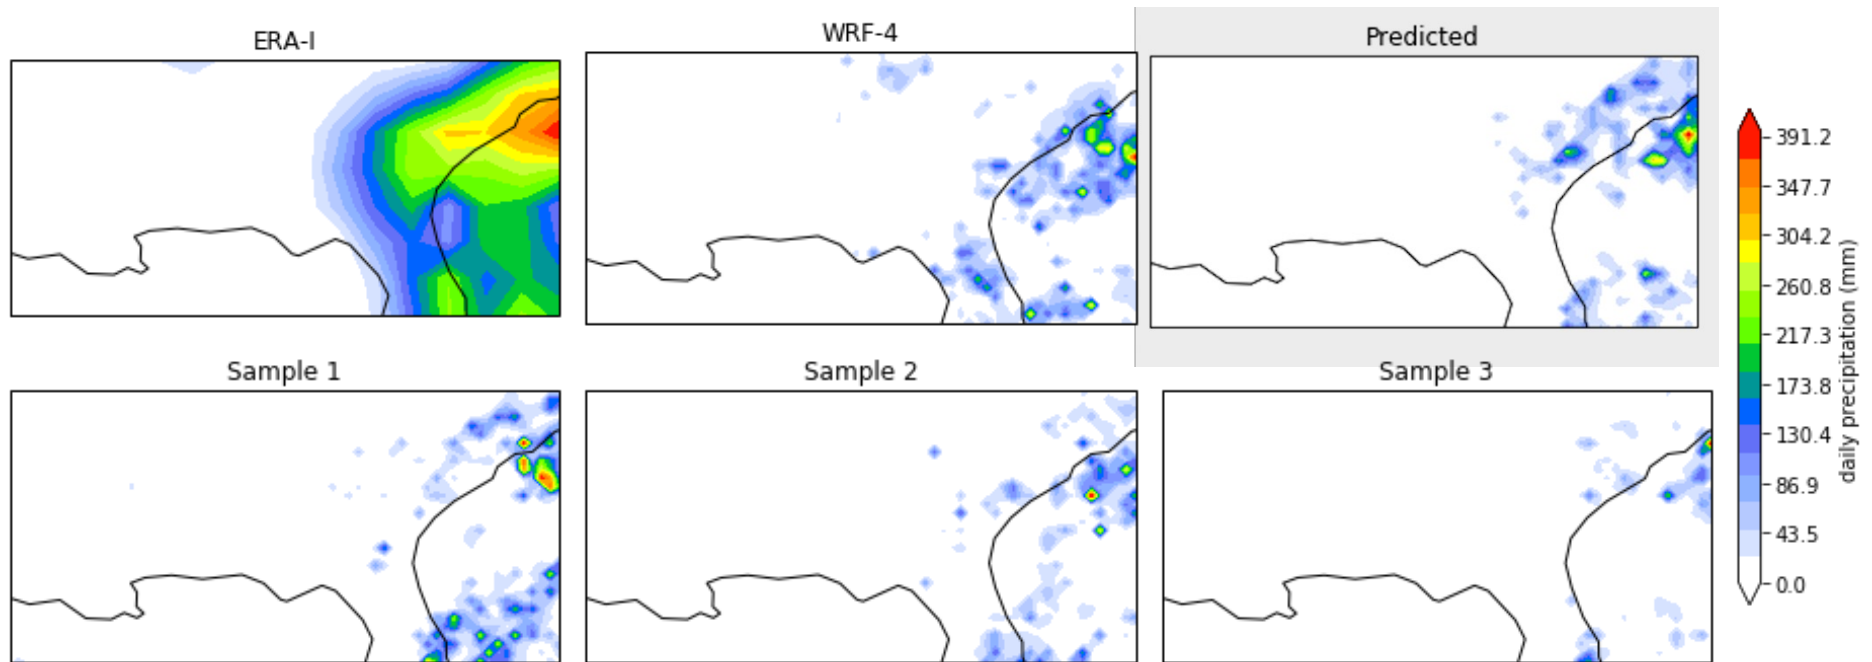 ERA-I
WRF-4
Predicted
Sample 1
Sample 2
Sample 3
391.2
347.7
304.2
260.8
217.3
173.8
130.4
86.9
43.5
0.0
daily precipitation (mm)